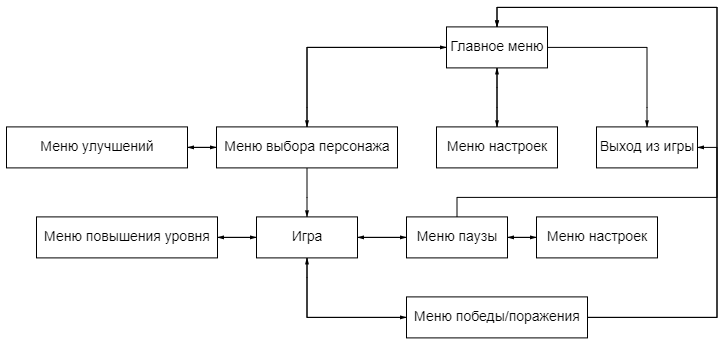 Главное меню
Меню улучшений
Меню выбора персонажа
Меню настроек
Выход из игры
Меню повышения уровня
Игра
Меню паузы
Меню настроек
Меню победы/поражения